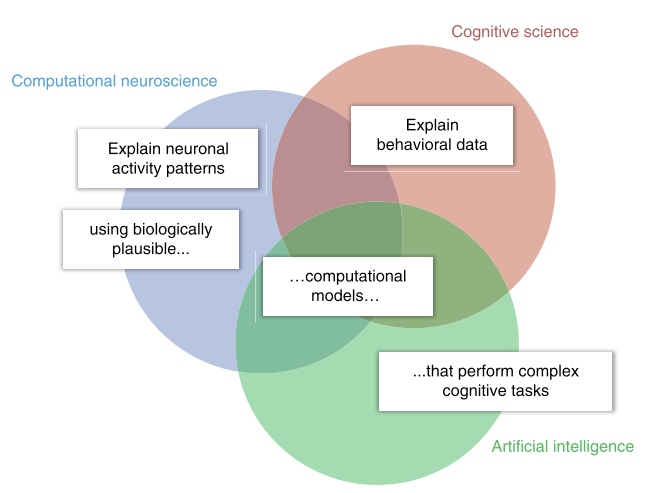 Cognitive science
Computational neuroscience
Explain
behavioral data
Explain neuronal
activity patterns
using biologically
plausible...
…computational
models…
...that perform complex
cognitive tasks
Artificial intelligence